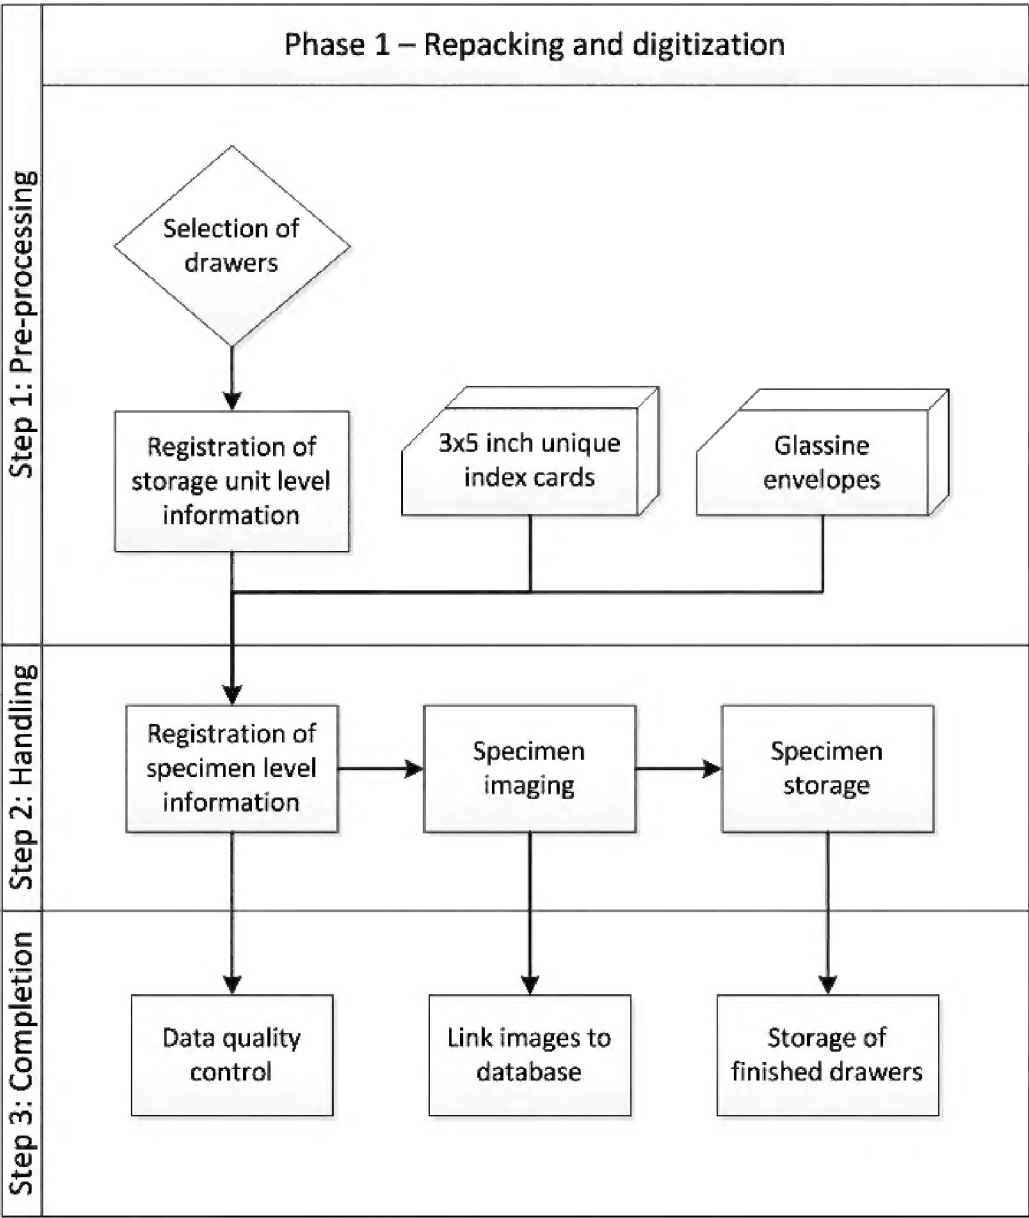 Phase 1 – Repacking and digitization
Step 1: Pre-processing
Selection of
drawers
Registration of
storage unit level
information
3x5 inch unique
index cards
Glassine
envelopes
Step 2: Handling
Registration of
specimen level
information
Specimen
imaging
Specimen
storage
Step 3: Completion
Data quality
control
Link images to
database
Storage of
finished drawers